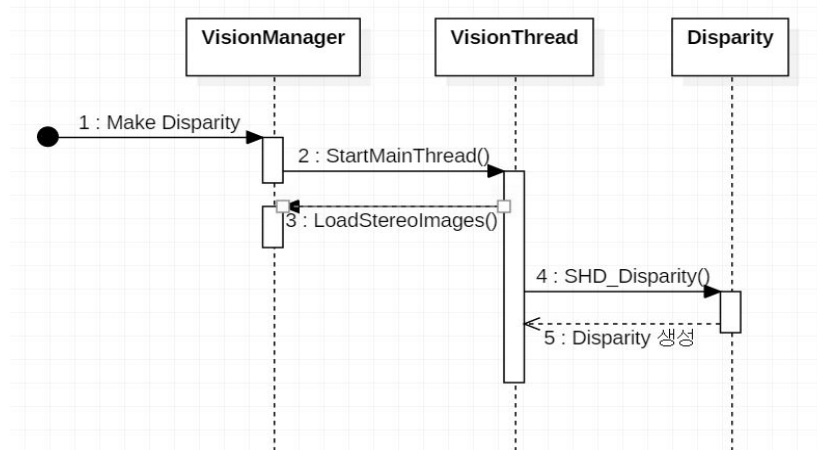 VisionManager
VisionThread
Disparity
1 : Make Disparity
2 : StartMainThread()
3 : LoadStereoImages()
4 : SHD_Disparity()
5 : Disparity 생성